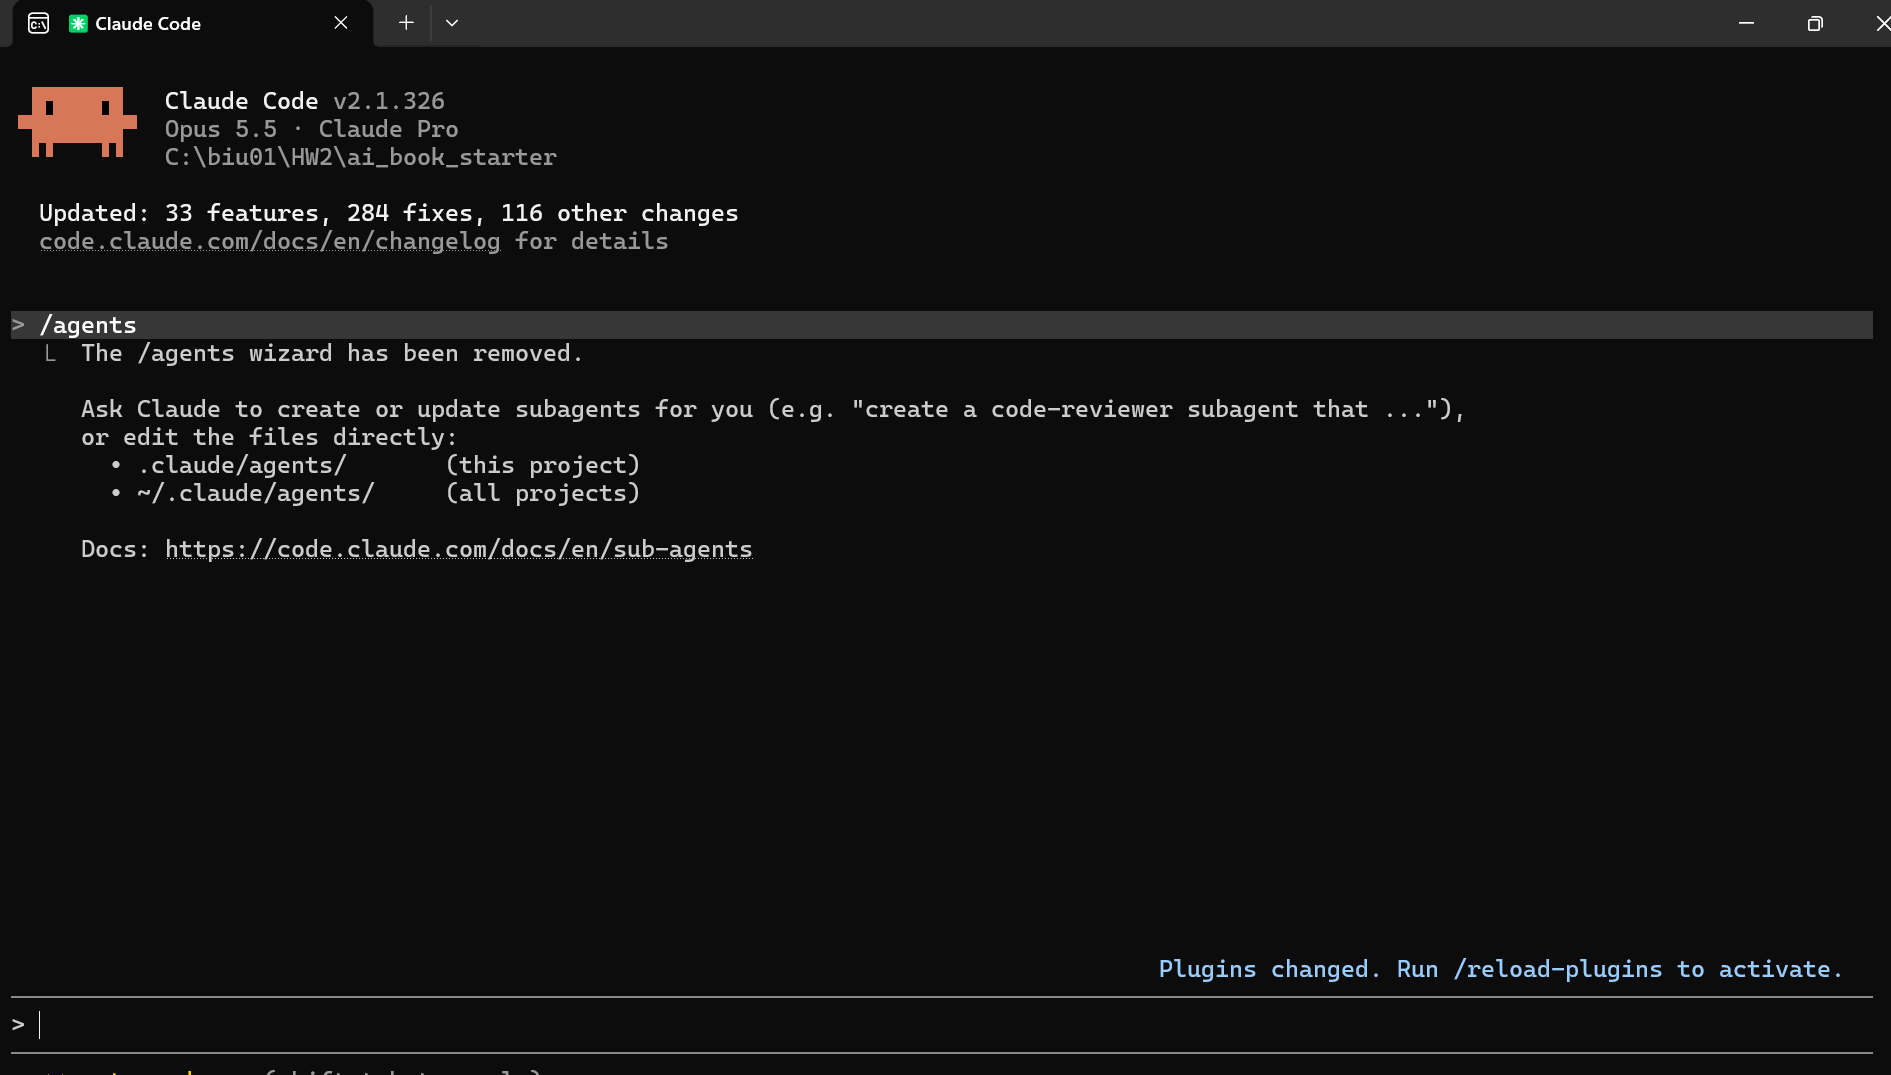 Claude Code
Claude Code v2.1.326
Opus 5.5 · Claude Pro
C:\biu01\HW2\ai_book_starter
Updated: 33 features, 284 fixes, 116 other changes
code.claude.com/docs/en/changelog for details
> /agents
└ The /agents wizard has been removed.
Ask Claude to create or update subagents for you (e.g. "create a code-reviewer subagent that ..."),
or edit the files directly:
• .claude/agents/ (this project)
• ~/.claude/agents/ (all projects)
Docs: https://code.claude.com/docs/en/sub-agents
Plugins changed. Run /reload-plugins to activate.
>